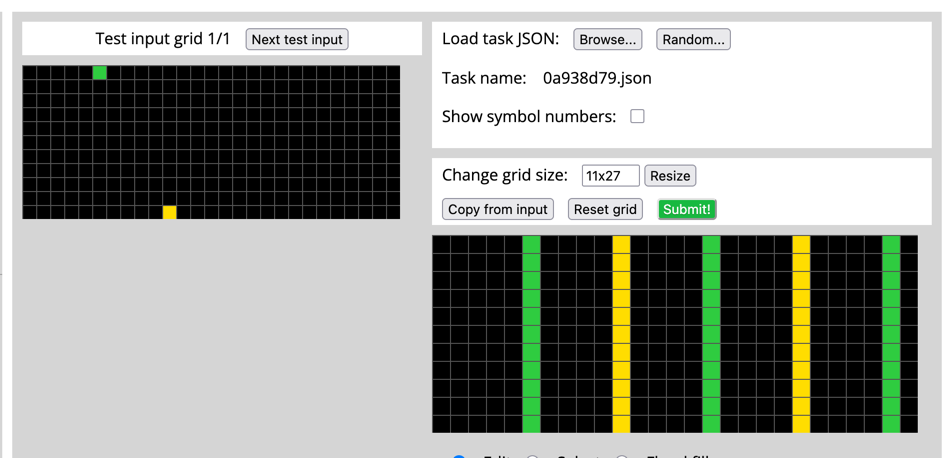 Test input grid 1/1 Next test input
Load task JSON: Browse... Random...
Task name: 0a938d79.json
Show symbol numbers:
Change grid size: 11x27 Resize
Copy from input Reset grid Submit!